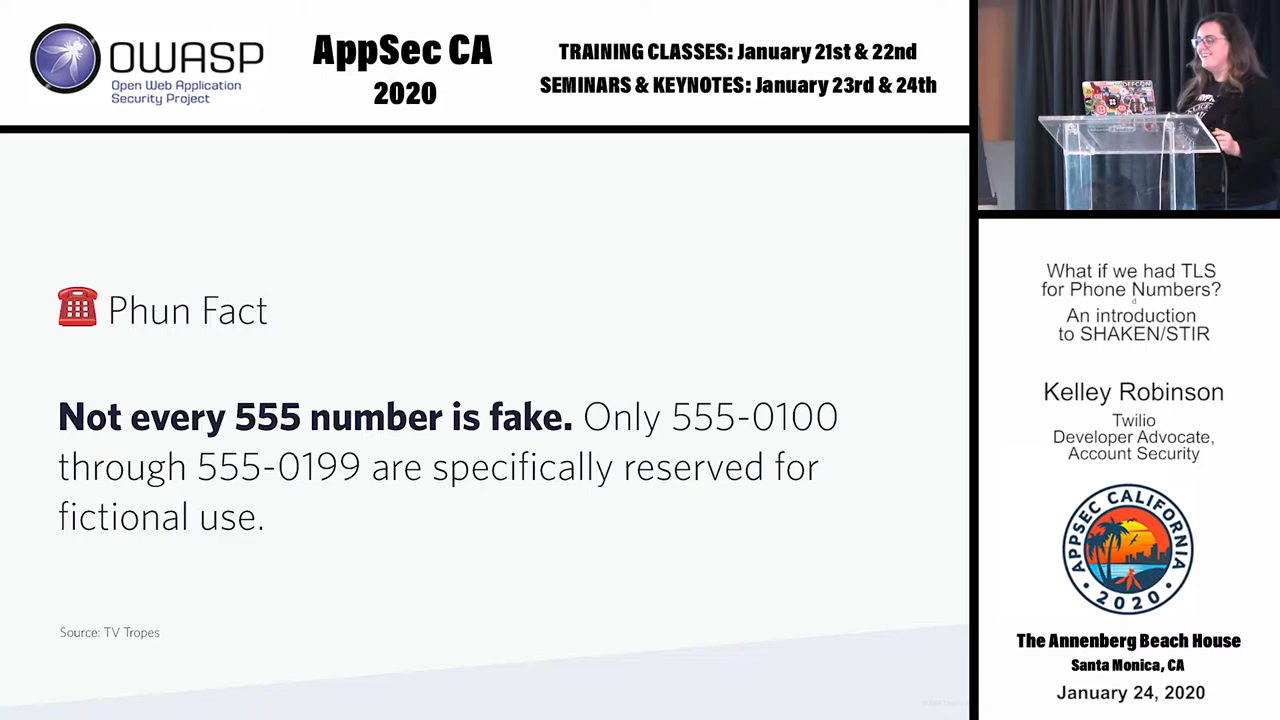 OWASP
Open Web Application
Security Project
AppSec CA
2020
TRAINING CLASSES: January 21st & 22nd
SEMINARS & KEYNOTES: January 23rd & 24th
Phun Fact
Not every 555 number is fake. Only 555-0100
through 555-0199 are specifically reserved for
fictional use.
Source: TV Tropes
What if we had TLS
for Phone Numbers?
d
An introduction
to SHAKEN/STIR
Kelley Robinson
Twilio
Developer Advocate,
Account Security
APPSEC CALIFORNIA
• 2020 •
The Annenberg Beach House
Santa Monica, CA
January 24, 2020